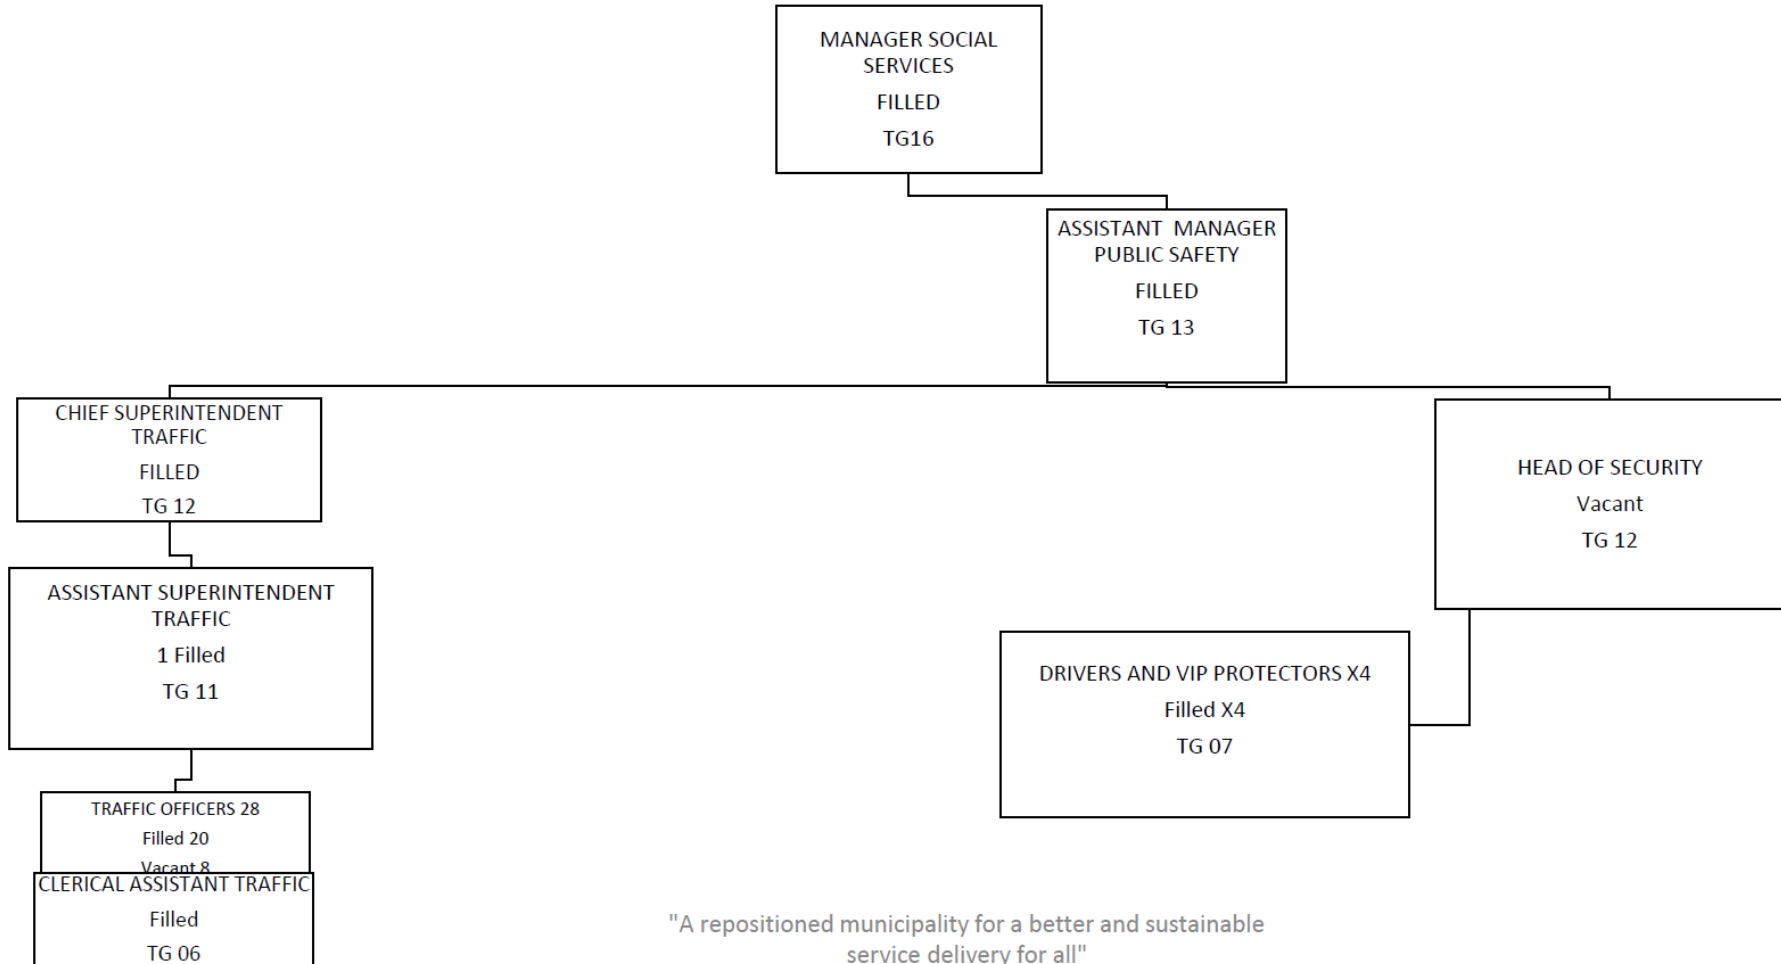 MANAGER SOCIAL
SERVICES
FILLED
TG16
ASSISTANT MANAGER
PUBLIC SAFETY
FILLED
TG 13
CHIEF SUPERINTENDENT
TRAFFIC
FILLED
TG 12
HEAD OF SECURITY
Vacant
TG 12
ASSISTANT SUPERINTENDENT
TRAFFIC
1 Filled
TG 11
DRIVERS AND VIP PROTECTORS X4
Filled X4
TG 07
TRAFFIC OFFICERS 28
Filled 20
Vacant 8
CLERICAL ASSISTANT TRAFFIC
Filled
TG 06
"A repositioned municipality for a better and sustainable
service delivery for all"